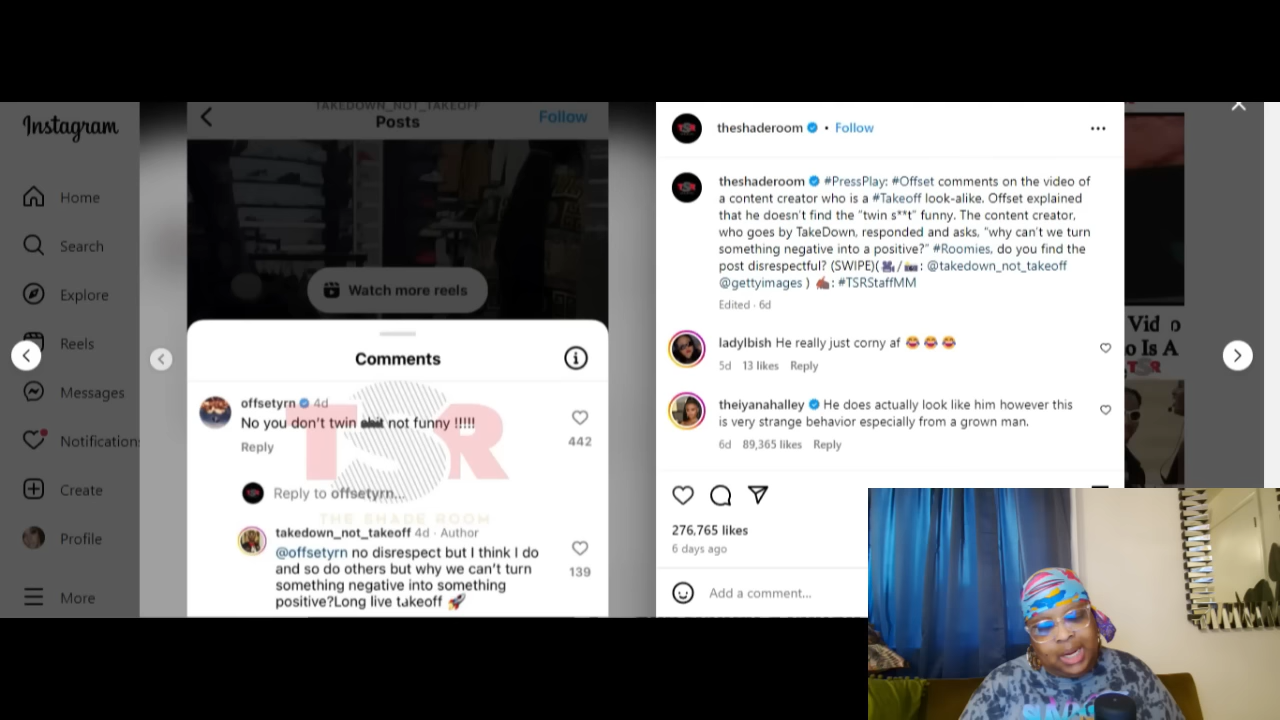 Instagram
Home
Search
Explore
Reels
Messages
Notification
Create
Profile
More
TAKEDOWN_NOT_TAKEOFF
Posts
Follow
Watch more reels
Comments
offsetyrn 4d
No you don't twin not funny !!!!!
Reply
442
Reply to offsetyrn...
TSR
THE SHADE ROOM
takedown_not_takeoff 4d · Author
@offsetyrn no disrespect but I think I do
and so do others but why we can't turn
something negative into something
positive?Long live takeoff 🚀
139
theshaderoom • Follow
theshaderoom #PressPlay: #Offset comments on the video of
a content creator who is a #Takeoff look-alike. Offset explained
that he doesn't find the "twin s**t" funny. The content creator,
who goes by TakeDown, responded and asks, "why can't we turn
something negative into a positive?" #Roomies, do you find the
post disrespectful? (SWIPE)(🎥/📸: @takedown_not_takeoff
@gettyimages ) ✍🏾: #TSRStaffMM
Edited · 6d
ladylbish He really just corny af 😂 😂 😂
5d 13 likes Reply
theiyanahalley He does actually look like him however this
is very strange behavior especially from a grown man.
6d 89,365 likes Reply
276,765 likes
6 days ago
Add a comment...
Vid o
o Is A
TSR